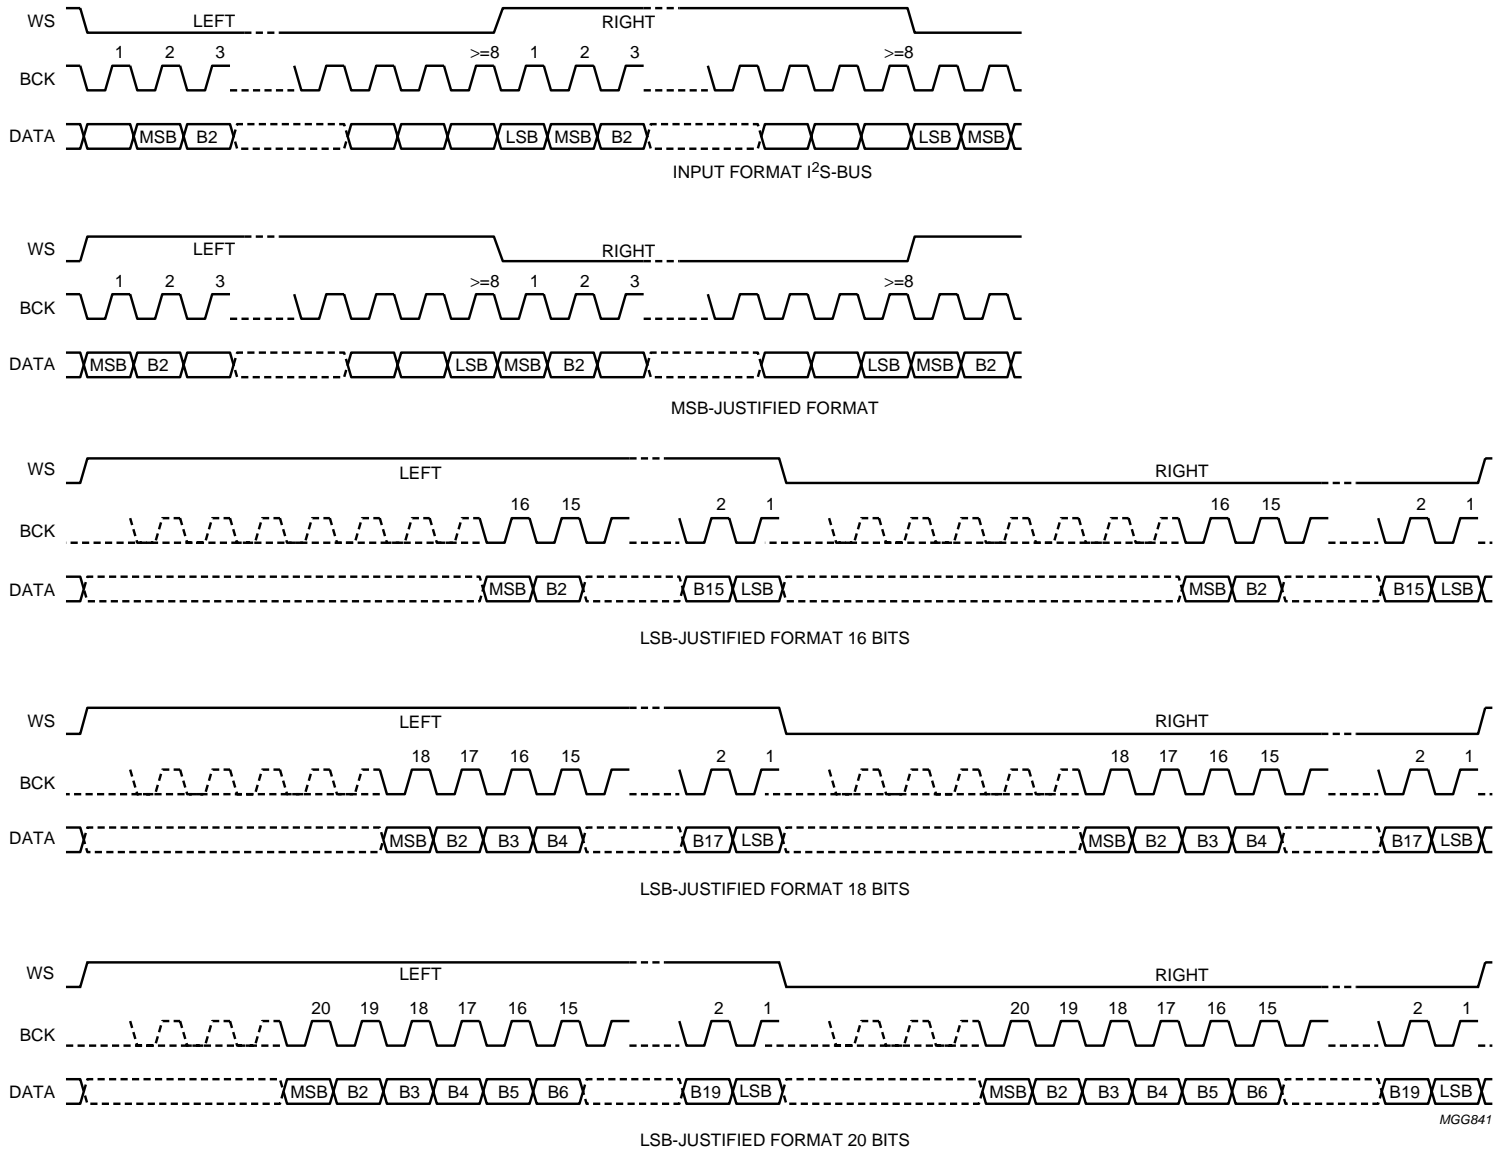 WS LEFT RIGHT
1 2 3 >=8 1 2 3 >=8
BCK
DATA MSB B2 LSB MSB B2 LSB MSB
INPUT FORMAT I²S-BUS
WS LEFT RIGHT
1 2 3 >=8 1 2 3 >=8
BCK
DATA MSB B2 LSB MSB B2 LSB MSB B2
MSB-JUSTIFIED FORMAT
WS LEFT RIGHT
16 15 2 1 16 15 2 1
BCK
DATA MSB B2 B15 LSB MSB B2 B15 LSB
LSB-JUSTIFIED FORMAT 16 BITS
WS LEFT RIGHT
18 17 16 15 2 1 18 17 16 15 2 1
BCK
DATA MSB B2 B3 B4 B17 LSB MSB B2 B3 B4 B17 LSB
LSB-JUSTIFIED FORMAT 18 BITS
WS LEFT RIGHT
20 19 18 17 16 15 2 1 20 19 18 17 16 15 2 1
BCK
DATA MSB B2 B3 B4 B5 B6 B19 LSB MSB B2 B3 B4 B5 B6 B19 LSB
MGG841
LSB-JUSTIFIED FORMAT 20 BITS